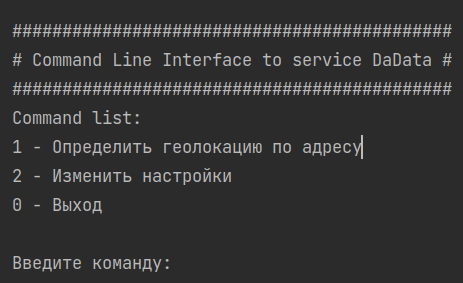 ############################################
# Command Line Interface to service DaData #
############################################
Command list:
1 - Определить геолокацию по адресу
2 - Изменить настройки
0 - Выход
Введите команду: